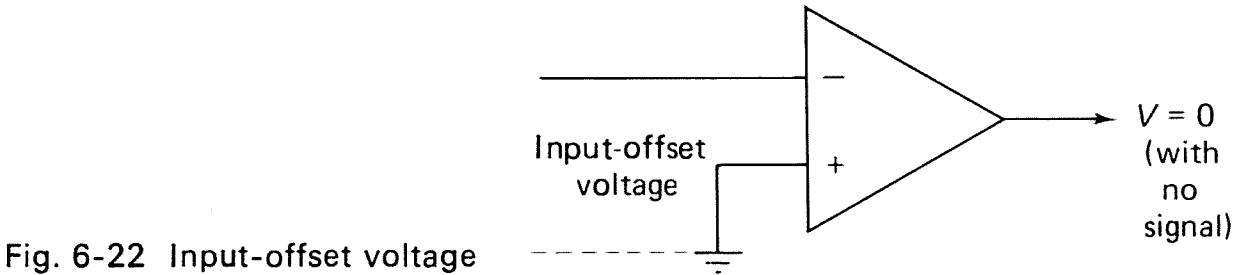 −
Input-offset
voltage
+
V = 0
(with
no
signal)
Fig. 6-22 Input-offset voltage